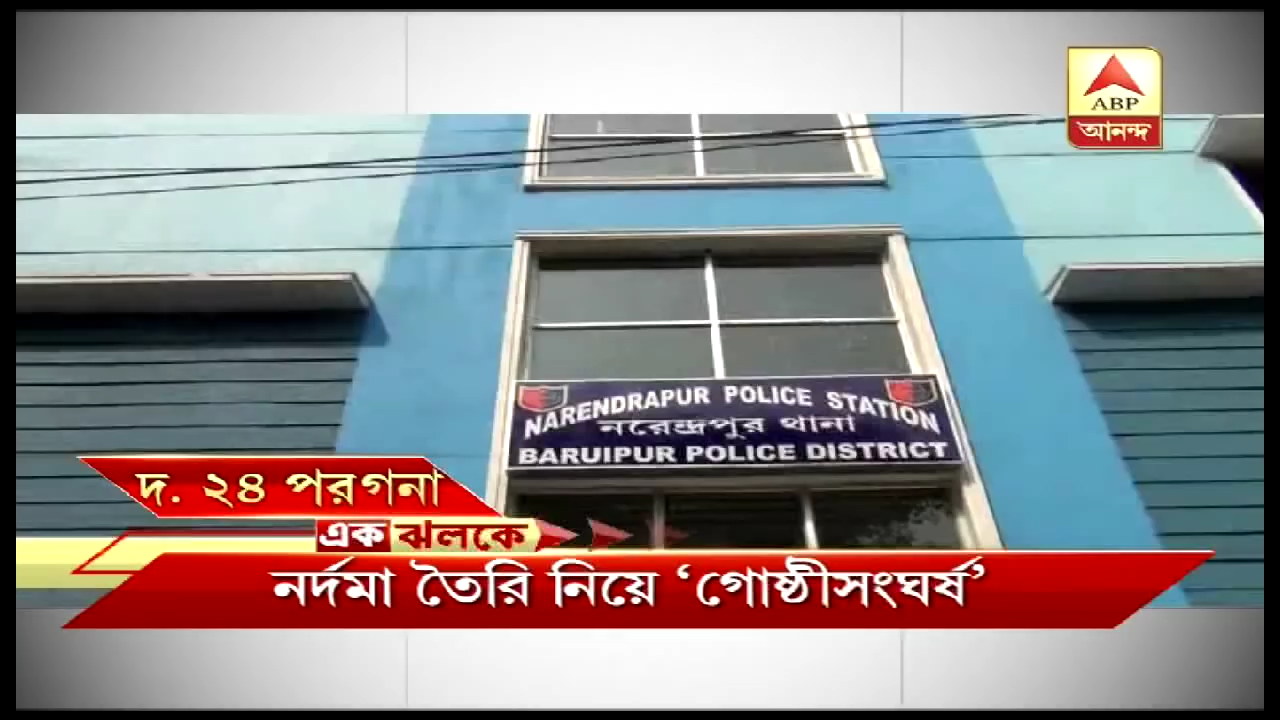 ABP
আনন্দ
NARENDRAPUR POLICE STATION
নরেন্দ্রপুর থানা
BARUIPUR POLICE DISTRICT
দ. ২৪ পরগনা
এক ঝলকে
নর্দমা তৈরি নিয়ে ‘গোষ্ঠীসংঘর্ষ’